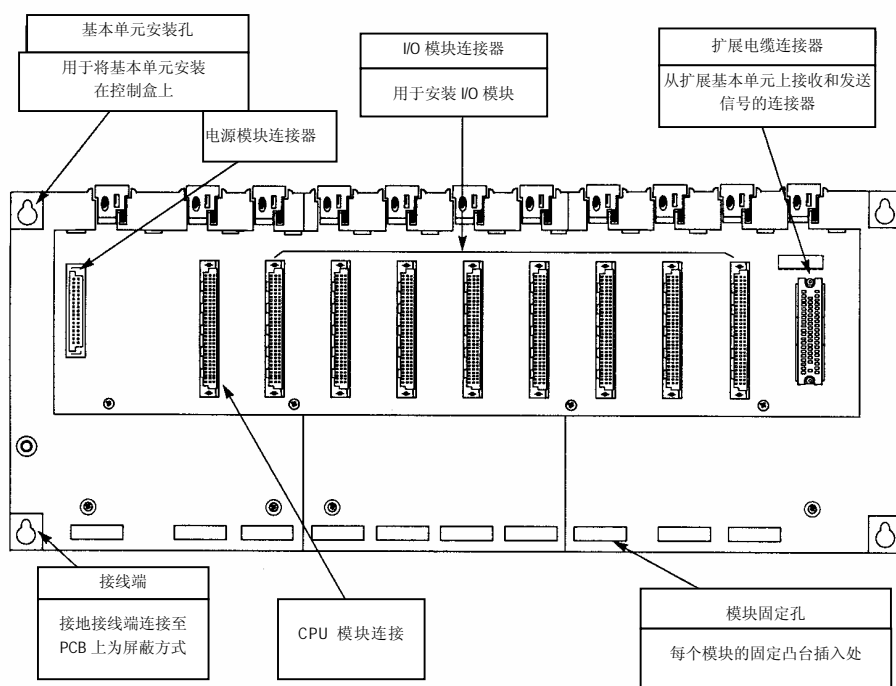 基本单元安装孔
用于将基本单元安装
在控制盒上
电源模块连接器
I/O 模块连接器
用于安装 I/O 模块
扩展电缆连接器
从扩展基本单元上接收和发送
信号的连接器
接线端
接地接线端连接至
PCB 上为屏蔽方式
CPU 模块连接
模块固定孔
每个模块的固定凸台插入处